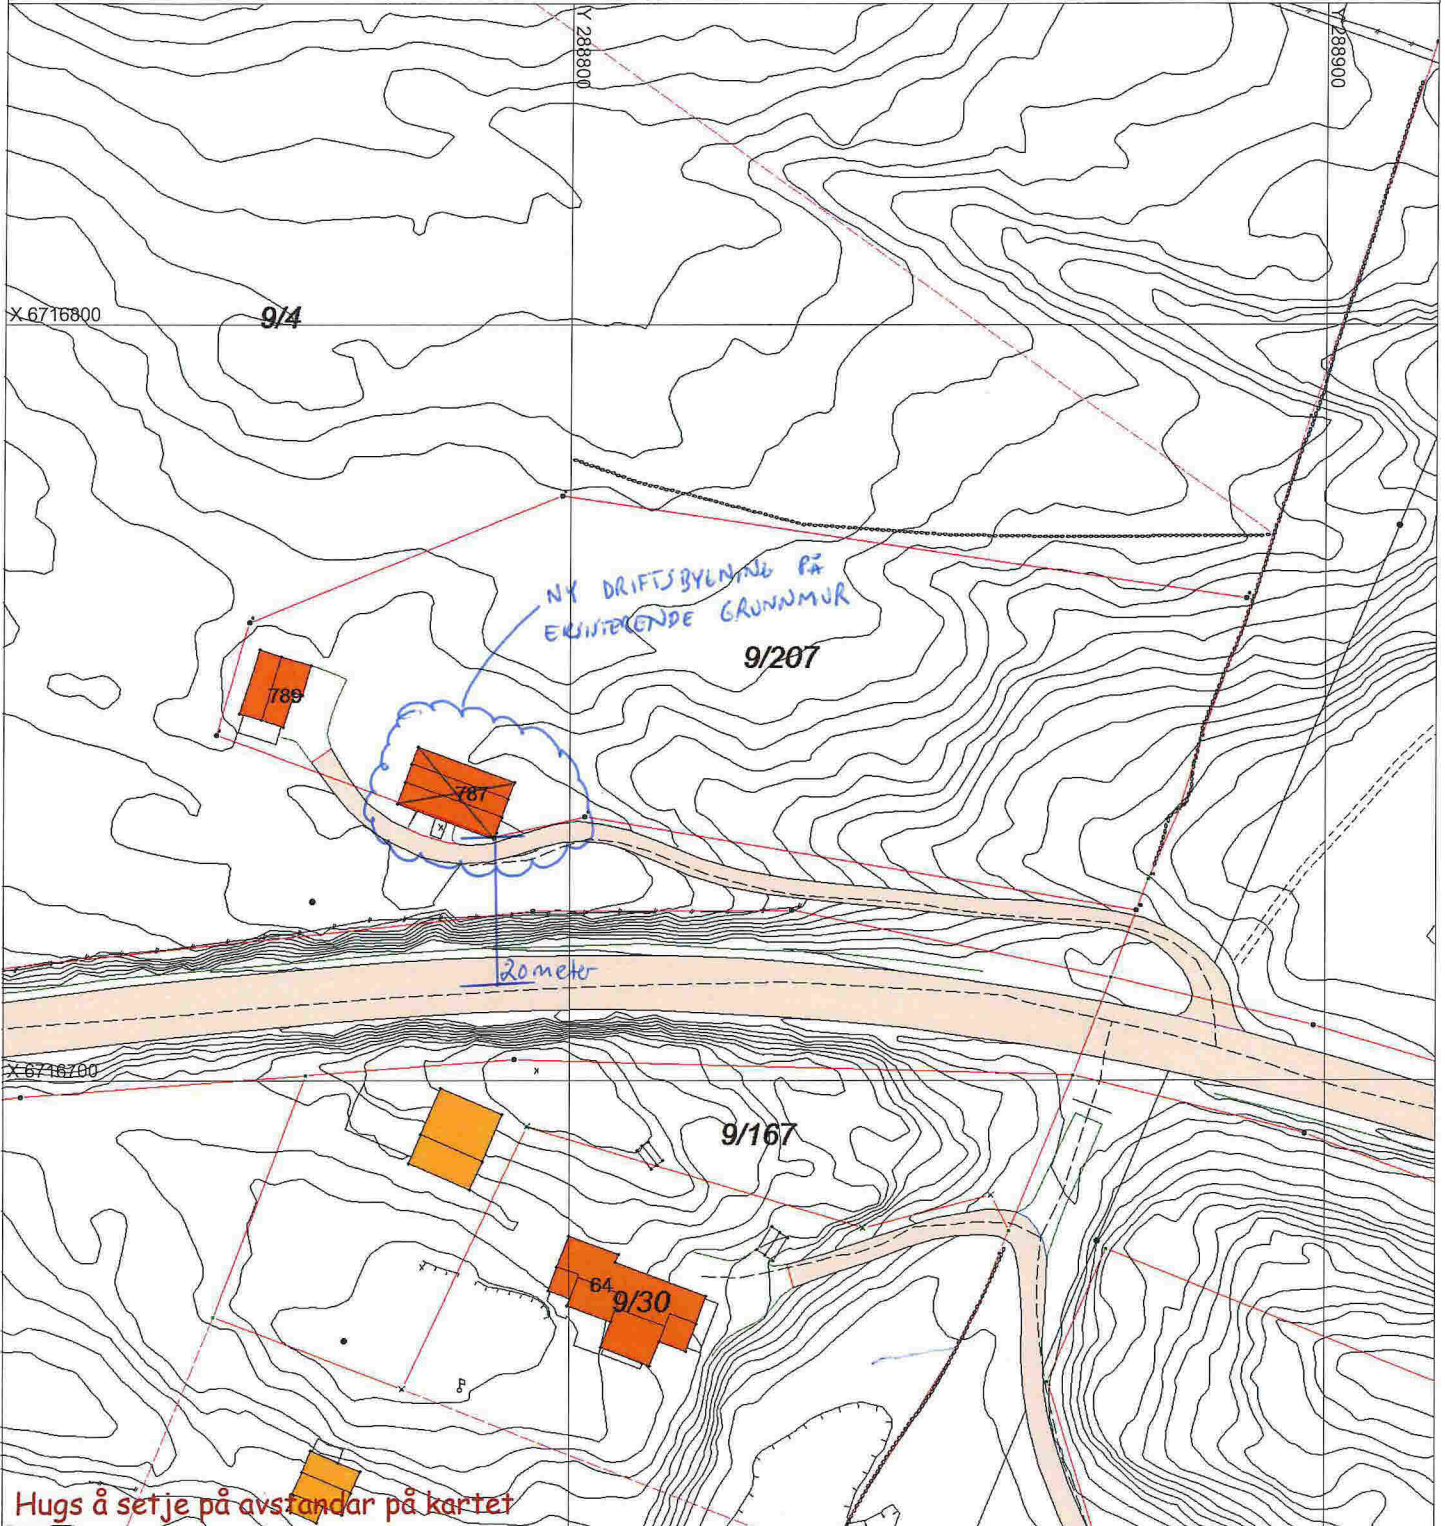 Y 288800
Y 288900
X 6716800
9/4
NY DRIFTSBYGNING PÅ
EKSISTERENDE GRUNNMUR
9/207
789
787
20 meter
X 6716700
9/167
64
9/30
Hugs å setje på avstandar på kartet